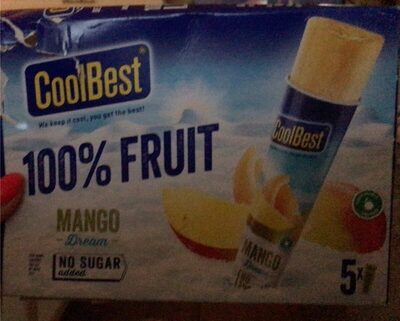 CoolBest
We keep it cool, you get the best!
100% FRUIT
MANGO
Dream
NO SUGAR
added
CoolBest
MANGO
Dream
5x